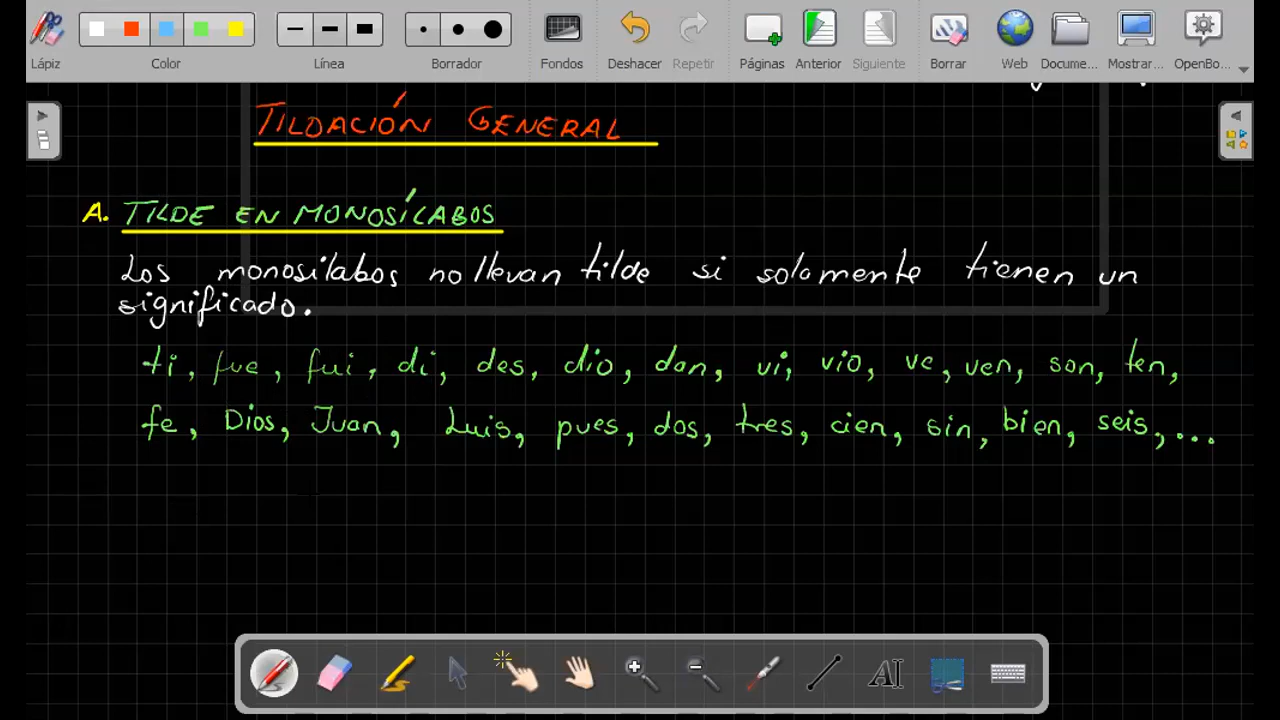 Lápiz Color Línea Borrador Fondos Deshacer Repetir Páginas Anterior Siguiente Borrar Web Docume... Mostrar... OpenBo...
TILDACIÓN GENERAL
A. TILDE EN MONOSÍLABOS
Los monosilabos no llevan tilde si solamente tienen un
significado.
ti, fue, fui, di, des, dio, dan, vi, vio, ve, ven, son, ten,
fe, Dios, Juan, Luis, pues, dos, tres, cien, sin, bien, seis, ...
AI